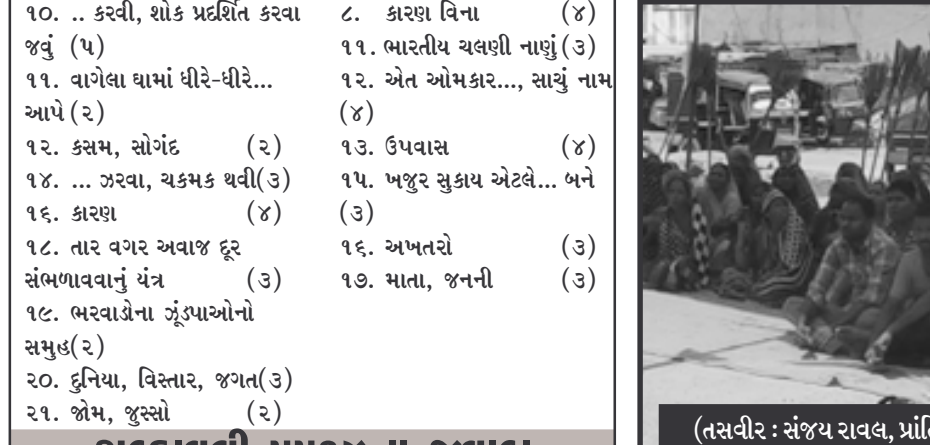 ૧૦. .. કરવી, શોક પ્રદર્શિત કરવા
જવું (૫)
૧૧. વાગેલા ઘામાં ધીરે-ધીરે...
આપે (૨)
૧૨. કસમ, સોગંદ (૨)
૧૪. ... ઝરવા, ચકમક થવી(૩)
૧૬. કારણ (૪)
૧૮. તાર વગર અવાજ દૂર
સંભળાવવાનું યંત્ર (૩)
૧૯. ભરવાડોના ઝૂંડપાઓનો
સમુહ(૨)
૨૦. દુનિયા, વિસ્તાર, જગત(૩)
૨૧. જોમ, જુસ્સો (૨)
૮. કારણ વિના (૪)
૧૧. ભારતીય ચલણી નાણું (૩)
૧૨. એત ઓમકાર..., સાચું નામ
(૪)
૧૩. ઉપવાસ (૪)
૧૫. ખજુર સુકાય એટલે... બને
(૩)
૧૬. અખતરો (૩)
૧૭. માતા, જનની (૩)
(તસવીર : સંજય રાવલ,